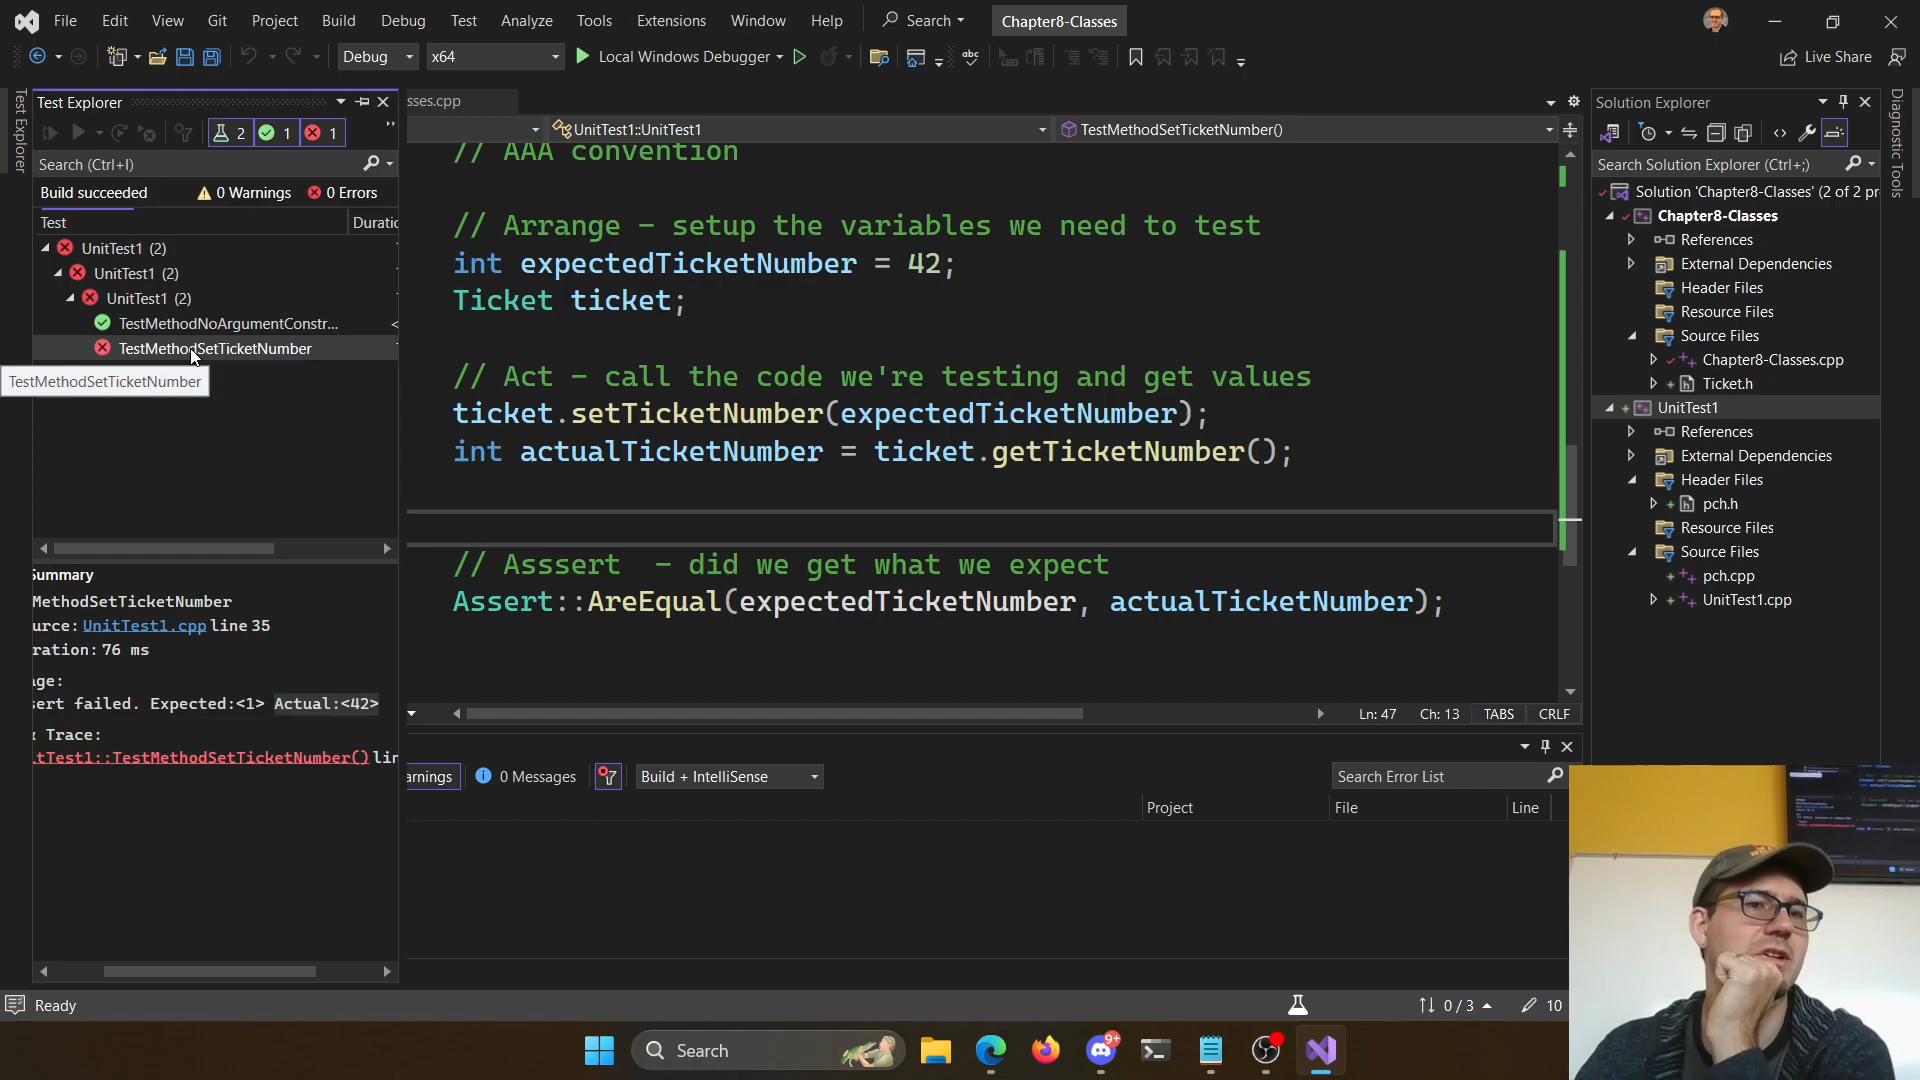 File Edit View Git Project Build Debug Test Analyze Tools Extensions Window Help Search Chapter8-Classes
Debug x64 Local Windows Debugger abc Live Share
Test Explorer
Test Explorer
2 1 1
Search (Ctrl+I)
Build succeeded 0 Warnings 0 Errors
Test Duratic
UnitTest1 (2)
UnitTest1 (2)
UnitTest1 (2)
TestMethodNoArgumentConstr... <
TestMethodSetTicketNumber
TestMethodSetTicketNumber
Summary
MethodSetTicketNumber
urce: UnitTest1.cpp line 35
ration: 76 ms
age:
sert failed. Expected:<1> Actual:<42>
k Trace:
itTest1::TestMethodSetTicketNumber() lin
sses.cpp
UnitTest1::UnitTest1 TestMethodSetTicketNumber()
// AAA convention
// Arrange - setup the variables we need to test
int expectedTicketNumber = 42;
Ticket ticket;
// Act - call the code we're testing and get values
ticket.setTicketNumber(expectedTicketNumber);
int actualTicketNumber = ticket.getTicketNumber();
// Asssert  - did we get what we expect
Assert::AreEqual(expectedTicketNumber, actualTicketNumber);
Ln: 47 Ch: 13 TABS CRLF
arnings 0 Messages Build + IntelliSense Search Error List
Project File Line
Solution Explorer
Search Solution Explorer (Ctrl+;)
Solution 'Chapter8-Classes' (2 of 2 pr
Chapter8-Classes
References
External Dependencies
Header Files
Resource Files
Source Files
Chapter8-Classes.cpp
Ticket.h
UnitTest1
References
External Dependencies
Header Files
pch.h
Resource Files
Source Files
pch.cpp
UnitTest1.cpp
Diagnostic Tools
Ready 0 / 3 10
Search 9+